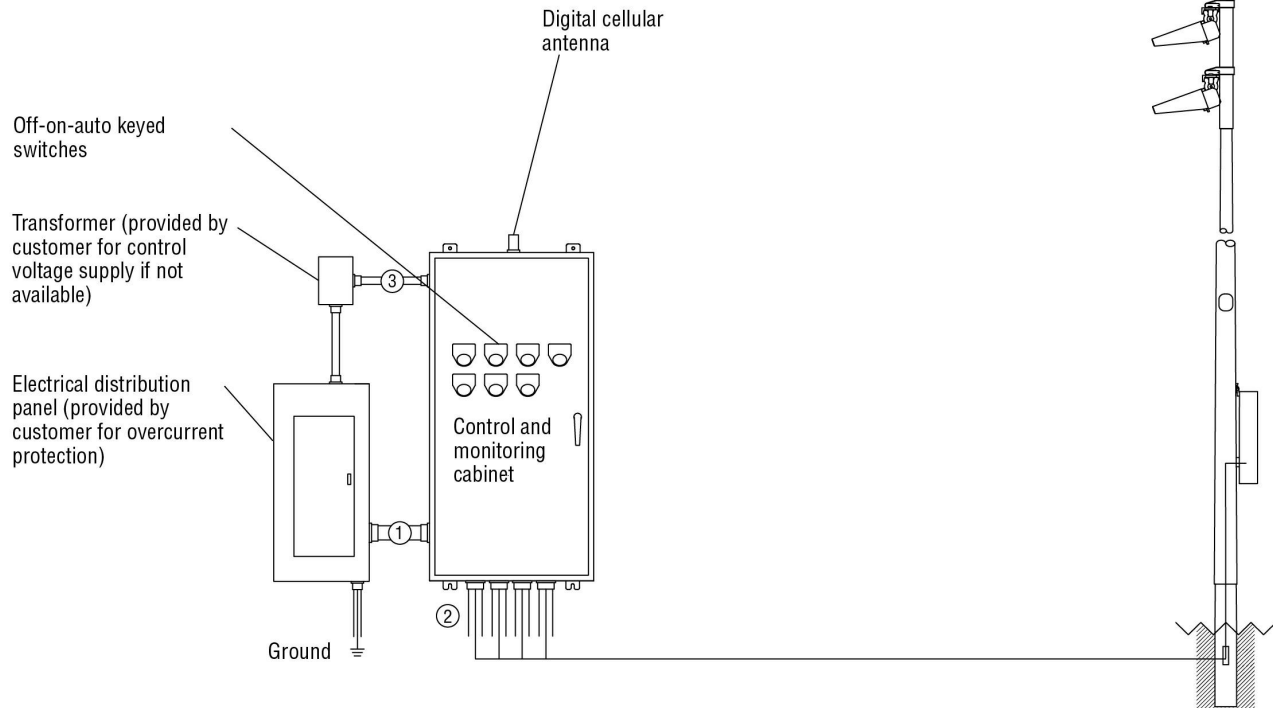 Digital cellular
antenna
Off-on-auto keyed
switches
Transformer (provided by
customer for control
voltage supply if not
available)
3
Electrical distribution
panel (provided by
customer for overcurrent
protection)
Control and
monitoring
cabinet
1
2
Ground